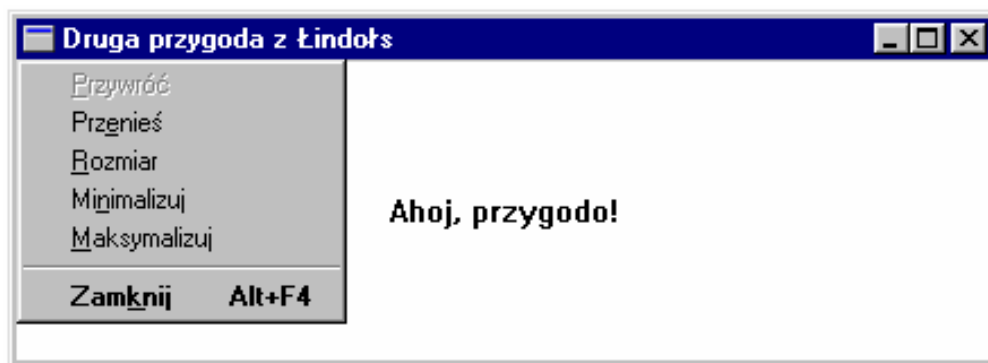 Druga przygoda z Łindołs
Przywróć
Przenieś
Rozmiar
Minimalizuj
Maksymalizuj
Zamknij Alt+F4
Ahoj, przygodo!